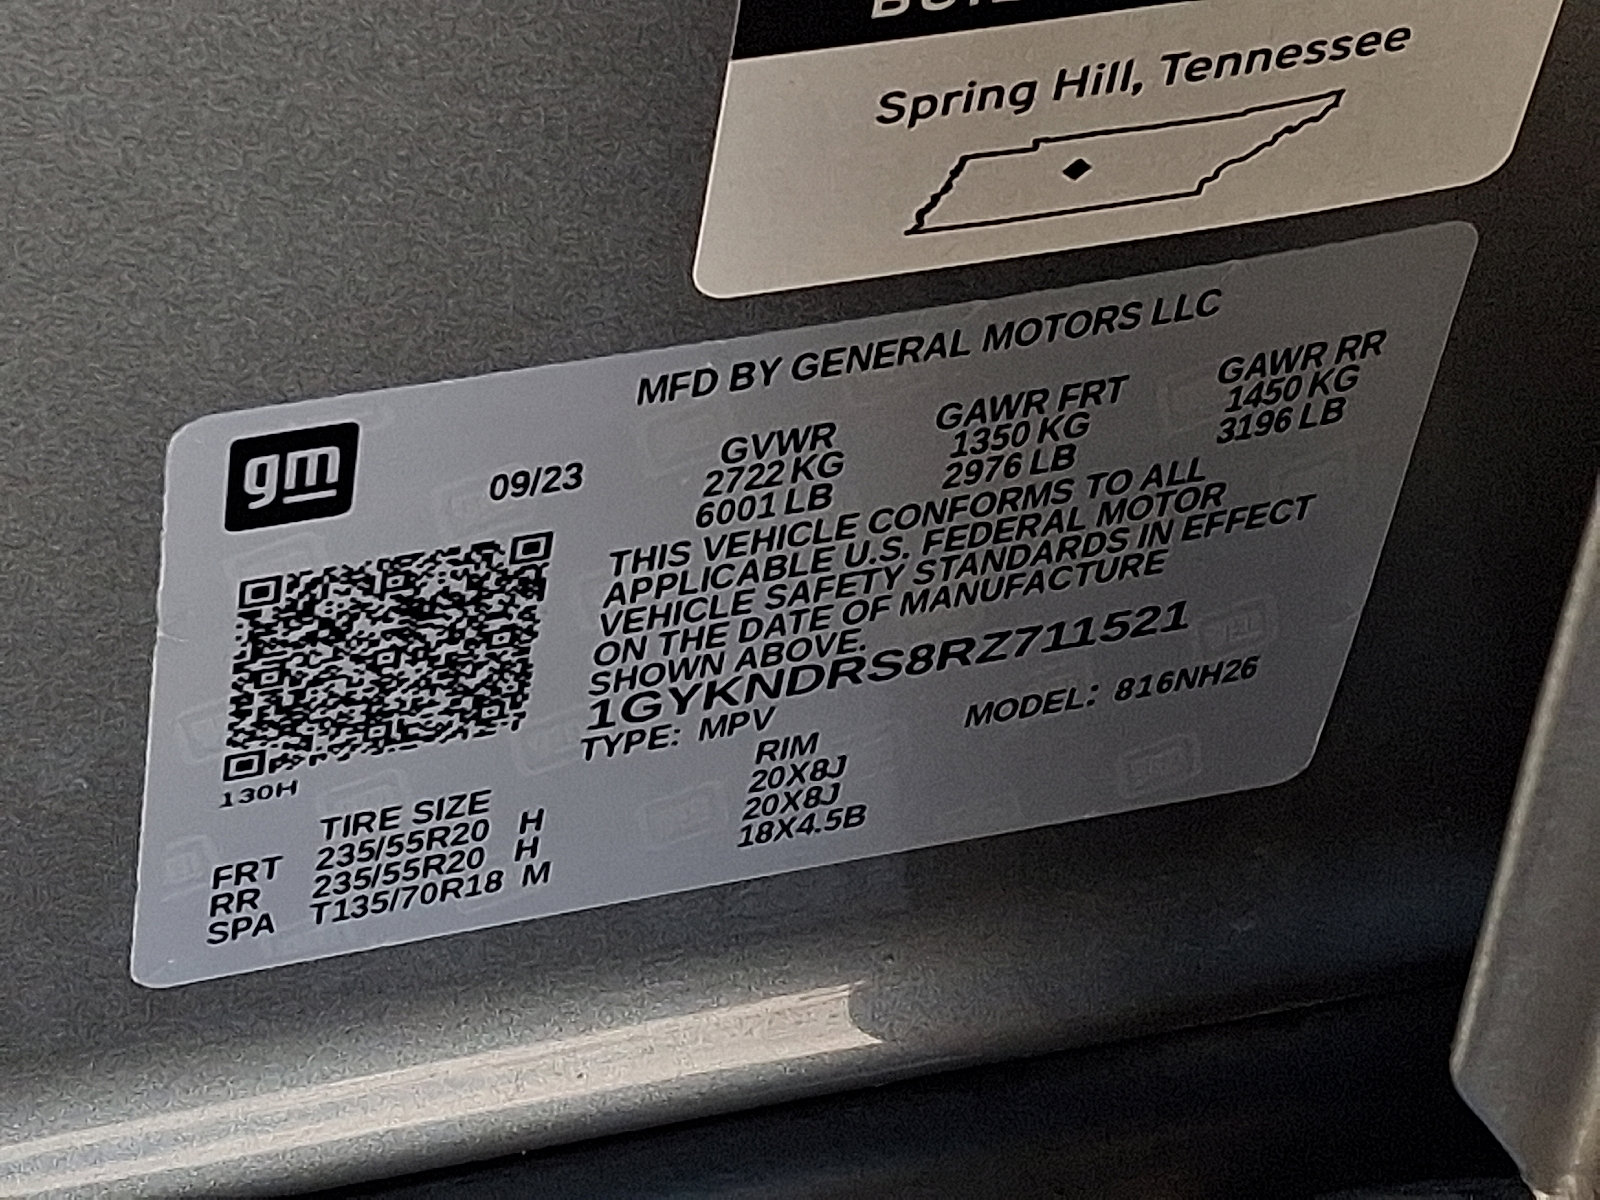 Spring Hill, Tennessee
MFD BY GENERAL MOTORS LLC
gm
09/23
GVWR GAWR FRT GAWR RR
2722 KG 1350 KG 1450 KG
6001 LB 2976 LB 3196 LB
THIS VEHICLE CONFORMS TO ALL
APPLICABLE U.S. FEDERAL MOTOR
VEHICLE SAFETY STANDARDS IN EFFECT
ON THE DATE OF MANUFACTURE
SHOWN ABOVE.
1GYKNDRS8RZ711521
TYPE: MPV MODEL: 816NH26
130H
TIRE SIZE RIM
FRT 235/55R20 H 20X8J
RR 235/55R20 H 20X8J
SPA T135/70R18 M 18X4.5B